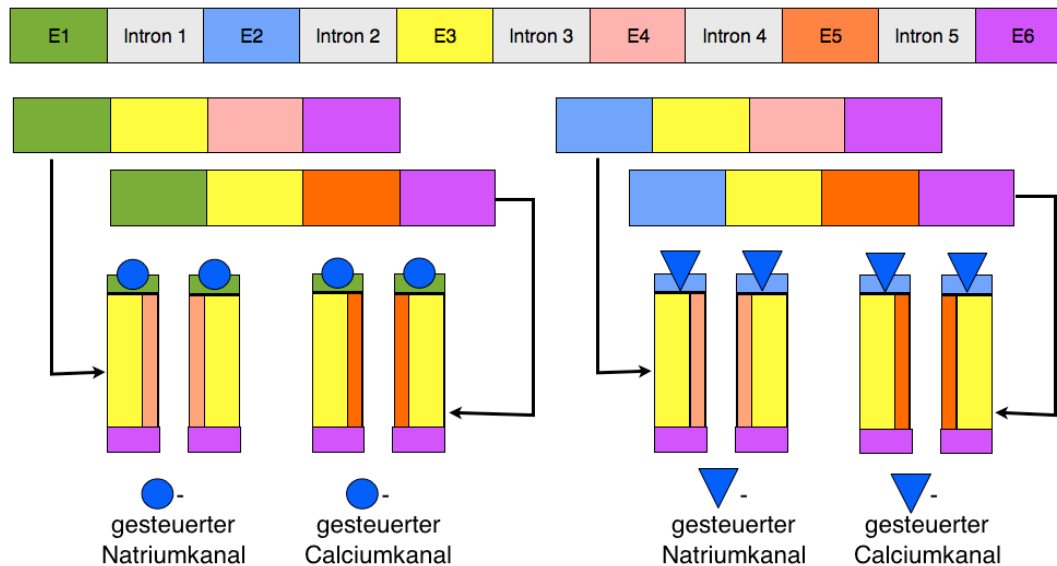 E1 Intron 1 E2 Intron 2 E3 Intron 3 E4 Intron 4 E5 Intron 5 E6
- - - -
gesteuerter gesteuerter gesteuerter gesteuerter
Natriumkanal Calciumkanal Natriumkanal Calciumkanal